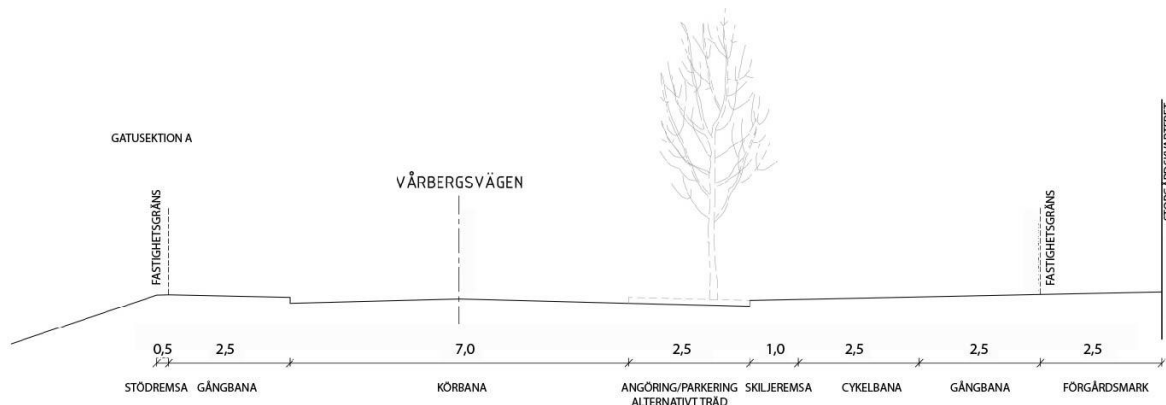 GATUSEKTION A
VÅRBERGSVÄGEN
FASTIGHETSGRÄNS
FASTIGHETSGRÄNS
0,5 2,5 7,0 2,5 1,0 2,5 2,5 2,5
STÖDREMSA GÅNGBANA KÖRBANA ANGÖRING/PARKERING SKILJEREMSA CYKELBANA GÅNGBANA FÖRGÅRDSMARK
ALTERNATIVT TRÄD